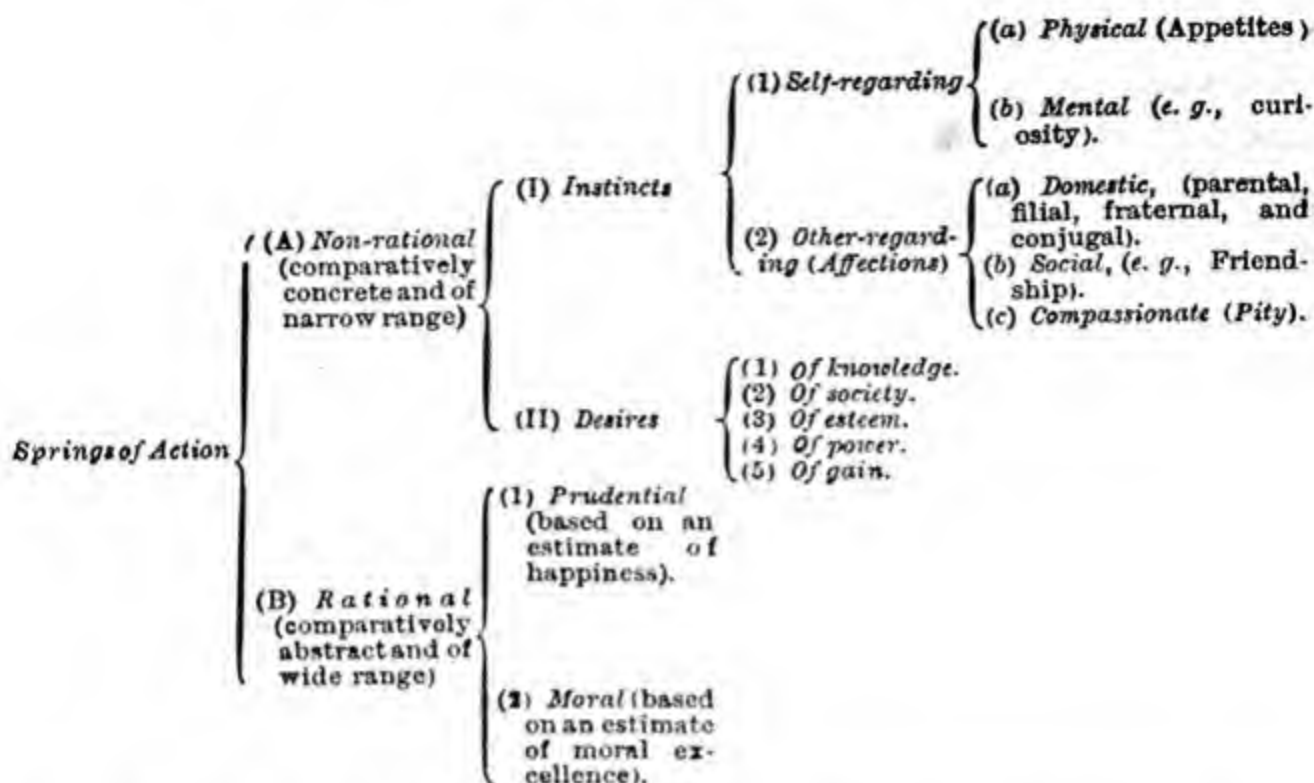 Springs of Action
(A) Non-rational
(comparatively
concrete and of
narrow range)
(I) Instincts
(1) Self-regarding
(a) Physical (Appetites)
(b) Mental (e. g., curi-
osity).
(2) Other-regard-
ing (Affections)
(a) Domestic, (parental,
filial, fraternal, and
conjugal).
(b) Social, (e. g., Friend-
ship).
(c) Compassionate (Pity).
(II) Desires
(1) Of knowledge.
(2) Of society.
(3) Of esteem.
(4) Of power.
(5) Of gain.
(B) Rational
(comparatively
abstract and of
wide range)
(1) Prudential
(based on an
estimate of
happiness).
(2) Moral (based
on an estimate
of moral ex-
cellence).